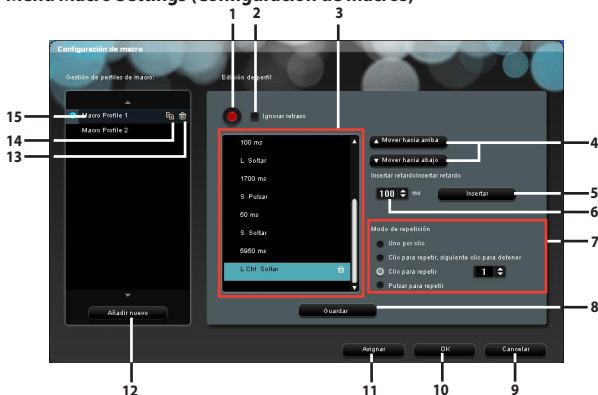 Menú Macro Settings (Configuración de macros)
1 2 3
Configuración de macro
Gestión de perfiles de macro:
Edición de perfil
Ignorar retraso
15 Macro Profile 1
14 Macro Profile 2
13
100 ms
L Soltar
1700 ms
S Pulsar
50 ms
S Soltar
5950 ms
L Ctrl Soltar
Mover hacia arriba
4
Mover hacia abajo
Insertar retardoInsertar retardo
100 ms Insertar 5
6
Modo de repetición
7
Uno por clic
Clic para repetir, siguiente clic para detener
Clic para repetir 1
Pulsar para repetir
Añadir nuevo
Guardar 8
Asignar OK Cancelar
12 11 10 9